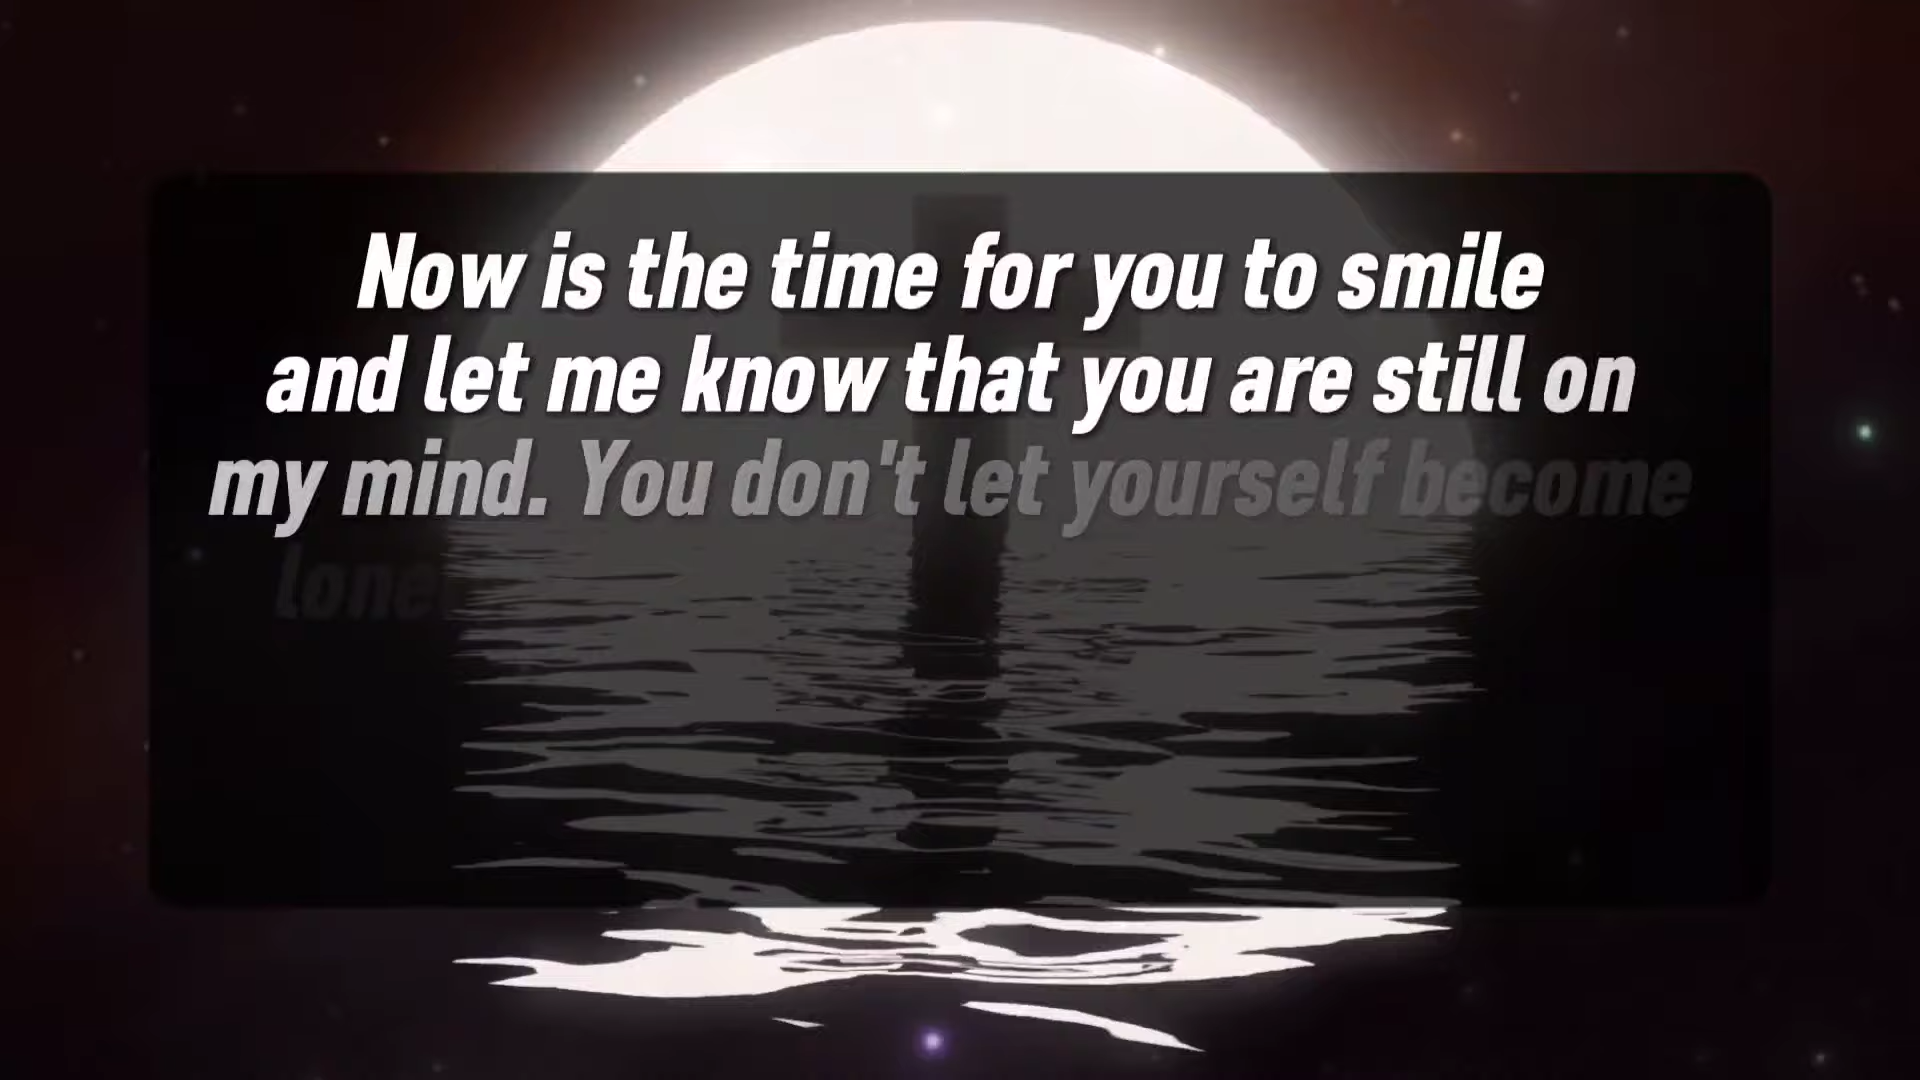 Now is the time for you to smile
and let me know that you are still on
my mind. You don't let yourself become